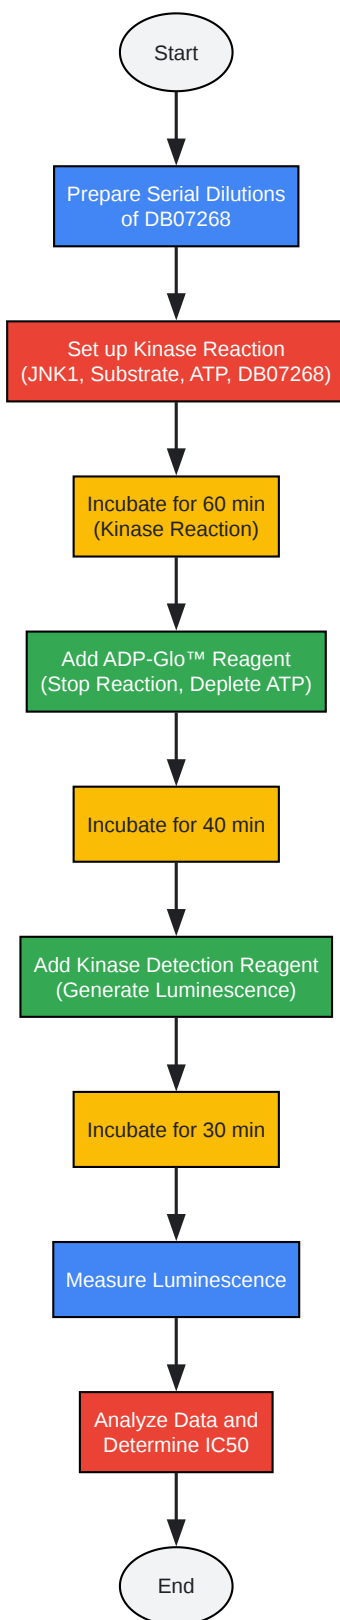 Start
Prepare Serial Dilutions
of DB07268
Set up Kinase Reaction
(JNK1, Substrate, ATP, DB07268)
Incubate for 60 min
(Kinase Reaction)
Add ADP-Glo™ Reagent
(Stop Reaction, Deplete ATP)
Incubate for 40 min
Add Kinase Detection Reagent
(Generate Luminescence)
Incubate for 30 min
Measure Luminescence
Analyze Data and
Determine IC50
End